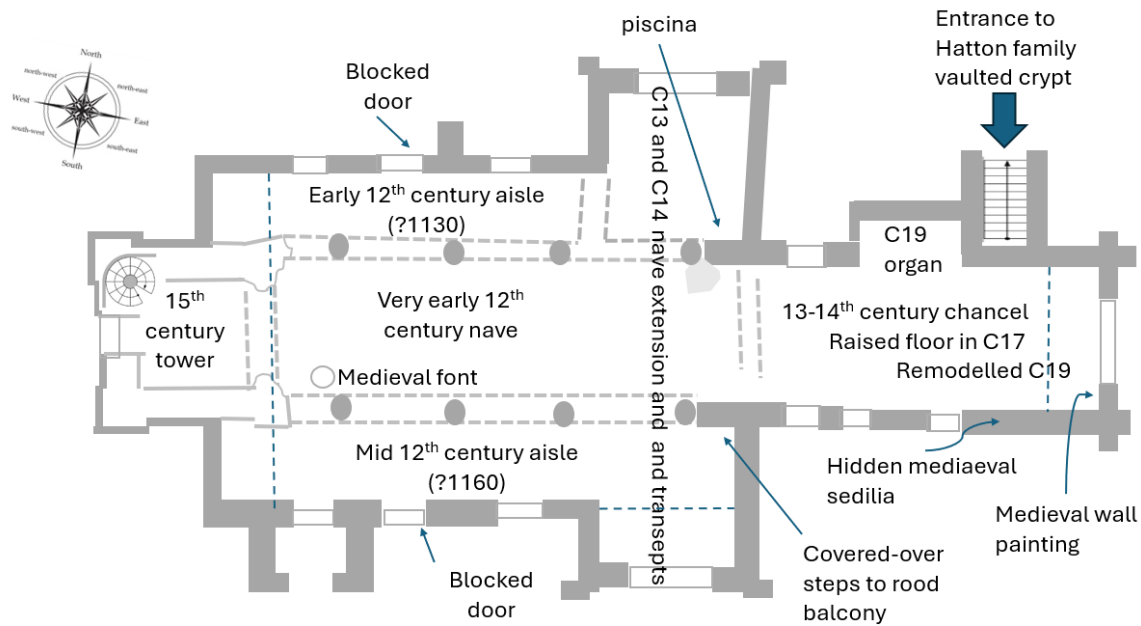 piscina
Entrance to
Hatton family
vaulted crypt
North
north-west
north-east
West
East
south-west
south-east
South
Blocked
door
C13 and C14 nave extension and and transepts
Early 12th century aisle
(?1130)
C19
organ
15th
century
tower
Very early 12th
century nave
13-14th century chancel
Raised floor in C17
Remodelled C19
Medieval font
Mid 12th century aisle
(?1160)
Hidden mediaeval
sedilia
Medieval wall
painting
Blocked
door
Covered-over
steps to rood
balcony